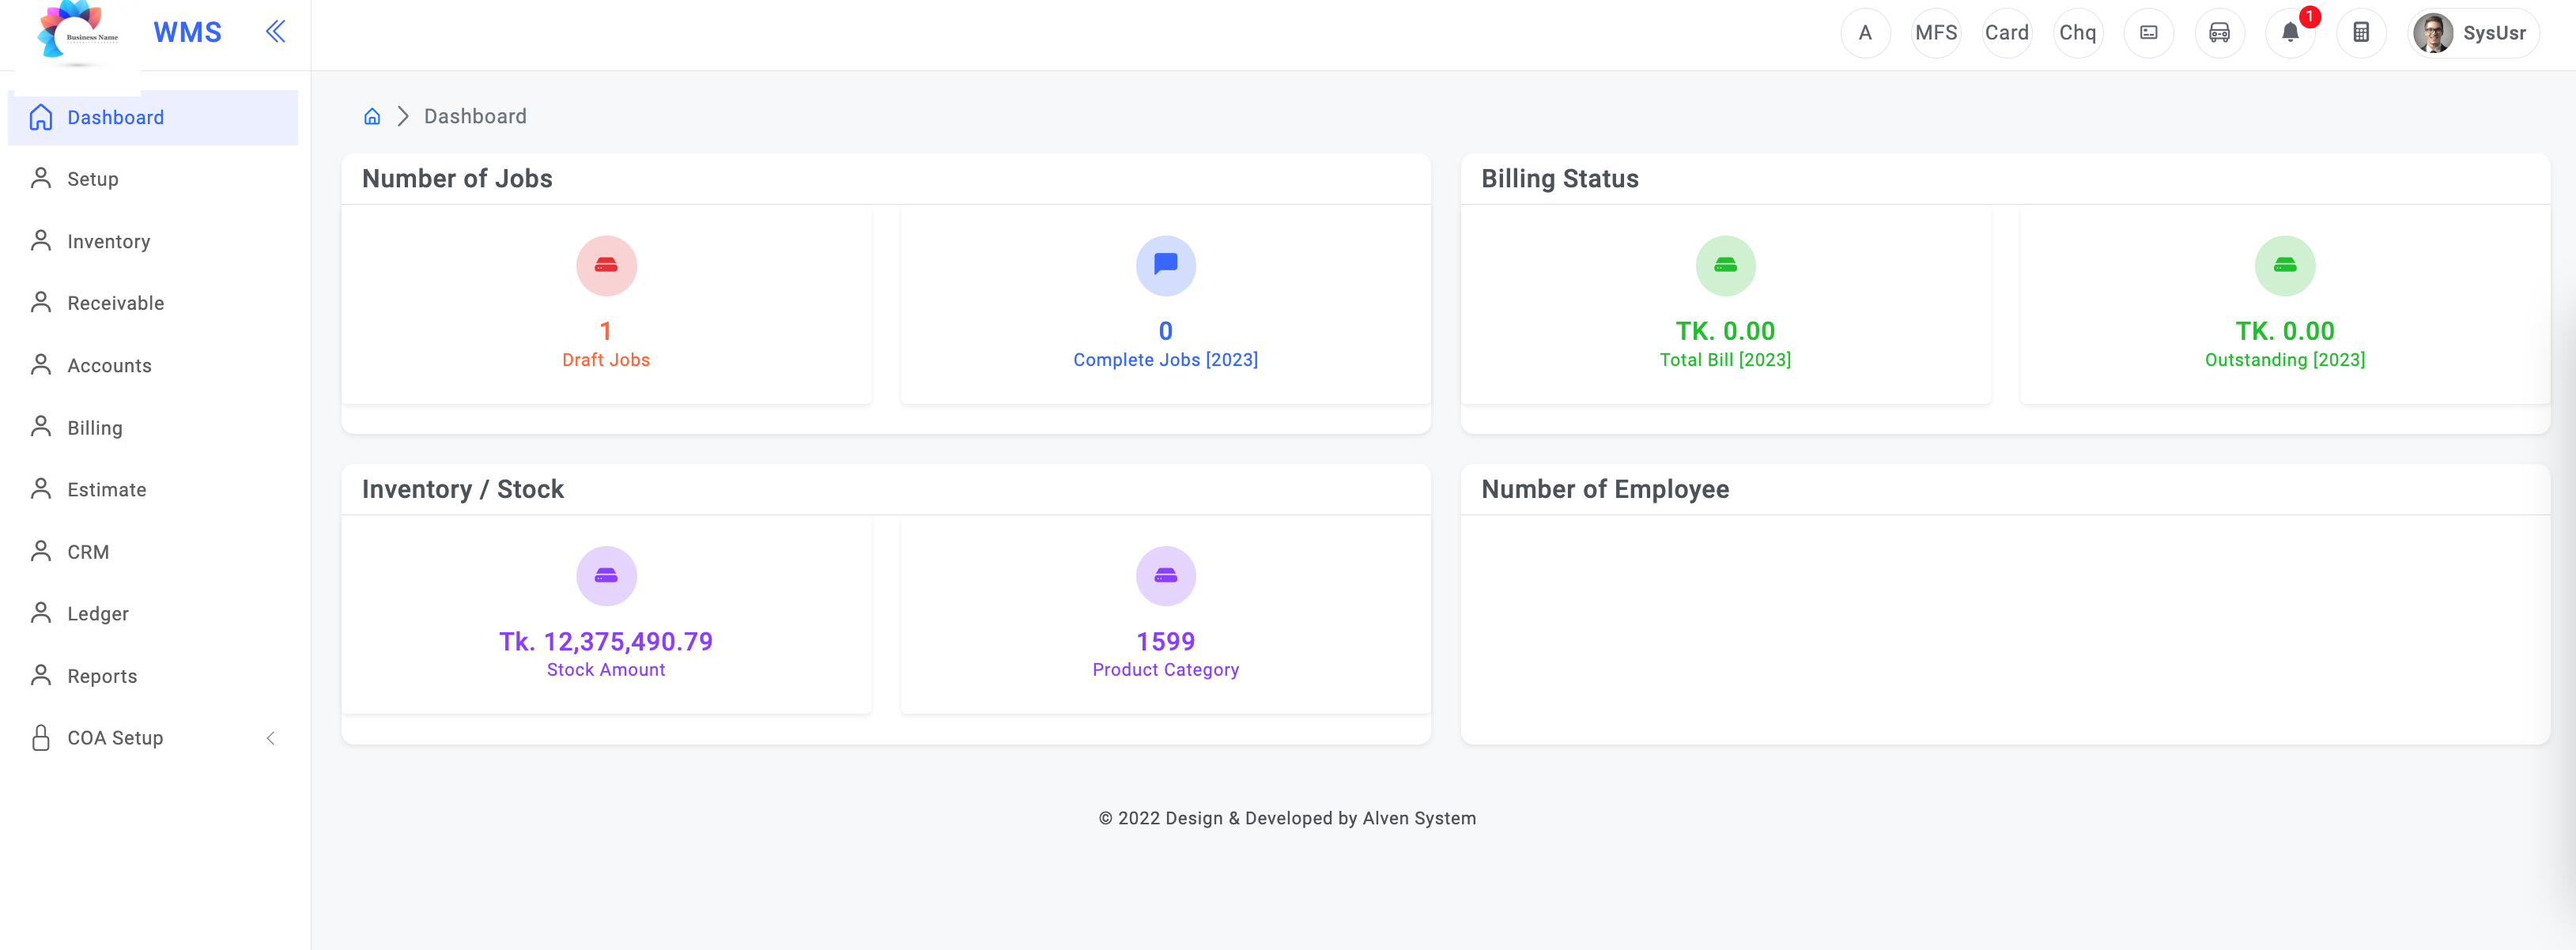 Business Name
WMS
A
MFS
Card
Chq
1
SysUsr
Dashboard
Setup
Inventory
Receivable
Accounts
Billing
Estimate
CRM
Ledger
Reports
COA Setup
Dashboard
Number of Jobs
1
Draft Jobs
0
Complete Jobs [2023]
Billing Status
TK. 0.00
Total Bill [2023]
TK. 0.00
Outstanding [2023]
Inventory / Stock
Tk. 12,375,490.79
Stock Amount
1599
Product Category
Number of Employee
© 2022 Design & Developed by Alven System